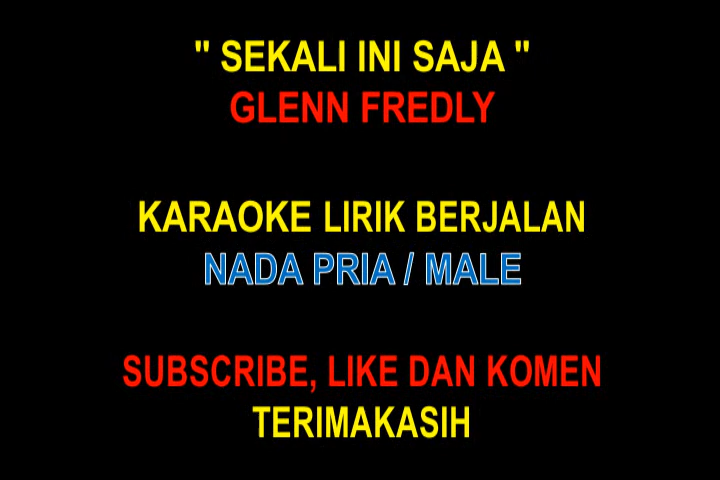 " SEKALI INI SAJA "
GLENN FREDLY
KARAOKE LIRIK BERJALAN
NADA PRIA / MALE
SUBSCRIBE, LIKE DAN KOMEN
TERIMAKASIH